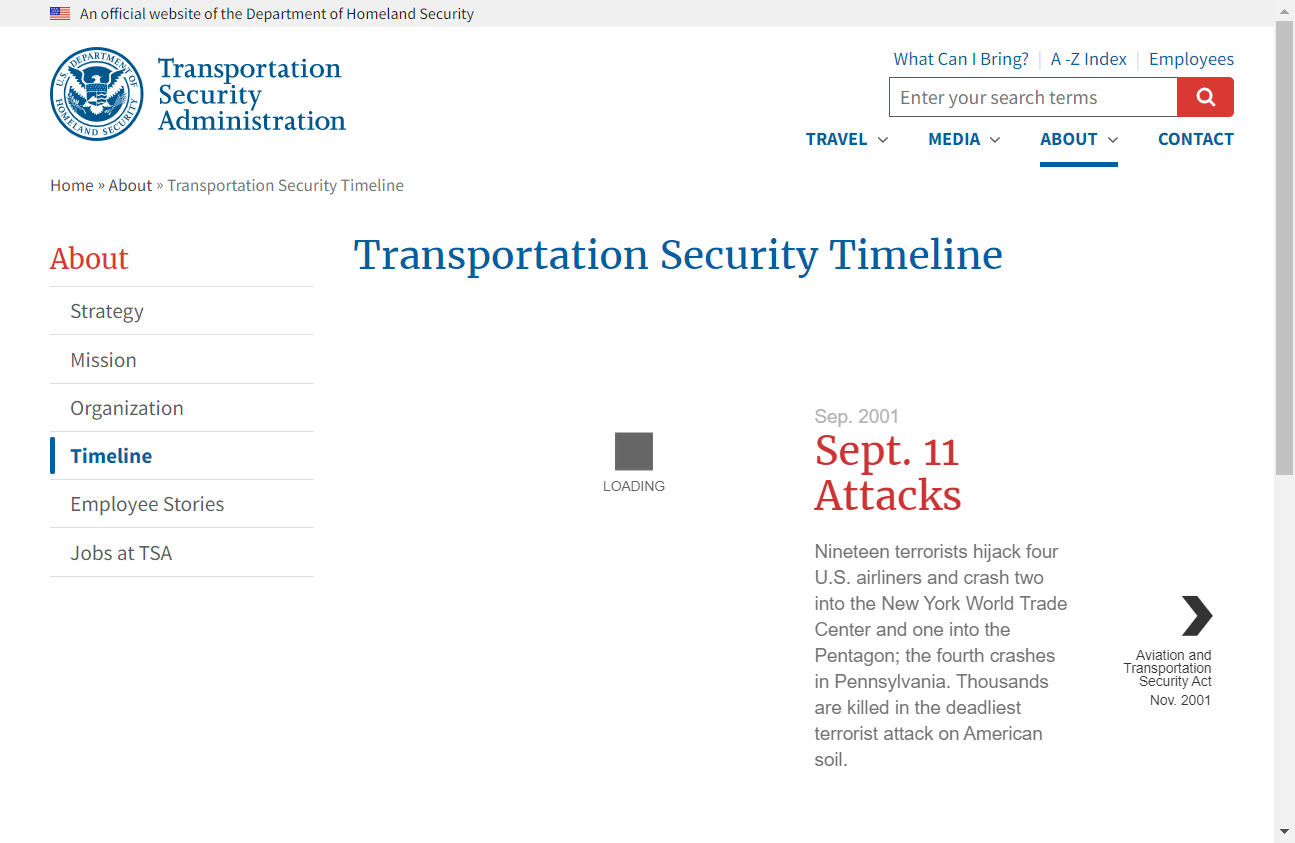 An official website of the Department of Homeland Security
U.S. DEPARTMENT OF
HOMELAND SECURITY
Transportation
Security
Administration
What Can I Bring?
A -Z Index
Employees
Enter your search terms
TRAVEL
MEDIA
ABOUT
CONTACT
Home » About » Transportation Security Timeline
About
Strategy
Mission
Organization
Timeline
Employee Stories
Jobs at TSA
Transportation Security Timeline
LOADING
Sep. 2001
Sept. 11
Attacks
Nineteen terrorists hijack four
U.S. airliners and crash two
into the New York World Trade
Center and one into the
Pentagon; the fourth crashes
in Pennsylvania. Thousands
are killed in the deadliest
terrorist attack on American
soil.
Aviation and
Transportation
Security Act
Nov. 2001